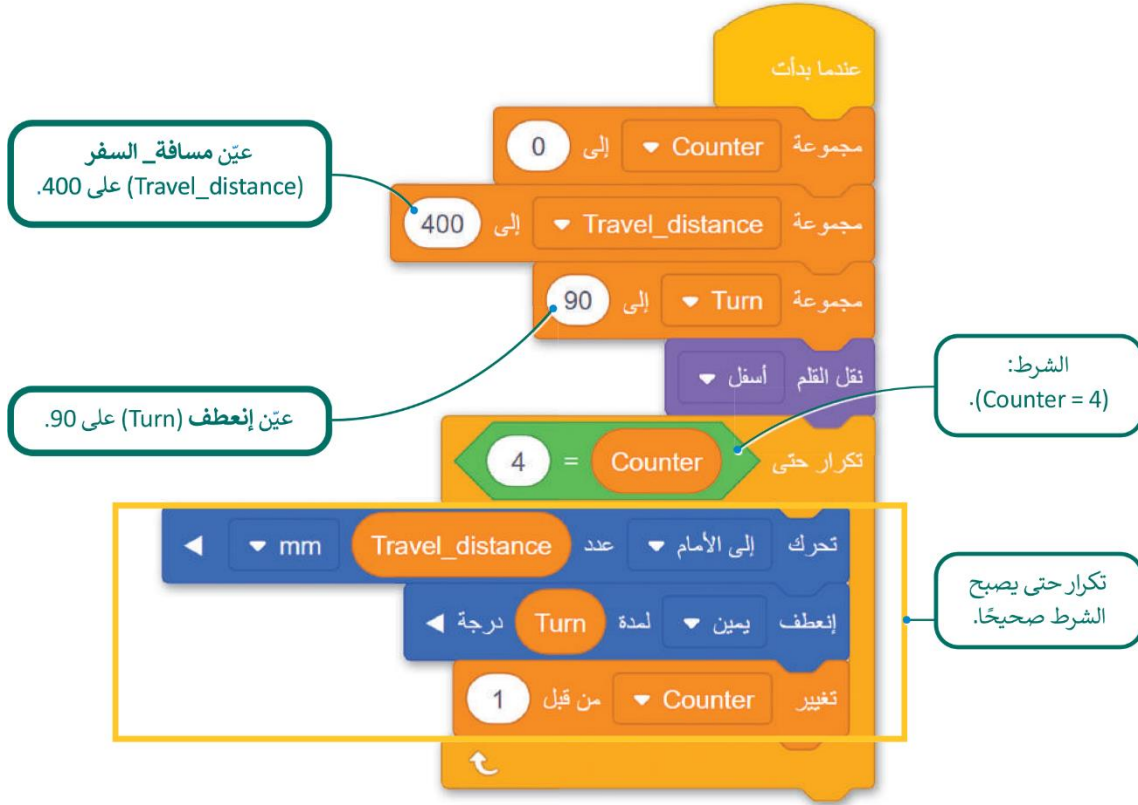 عندما بدأت
مجموعة Counter إلى 0
عيّن مسافة_ السفر
(Travel_distance) على 400.
مجموعة Travel_distance إلى 400
مجموعة Turn إلى 90
نقل القلم أسفل
الشرط:
(Counter = 4).
عيّن إنعطف (Turn) على 90.
تكرار حتى Counter = 4
تحرك إلى الأمام عدد Travel_distance mm
إنعطف يمين لمدة Turn درجة
تكرار حتى يصبح
الشرط صحيحًا.
تغيير Counter من قبل 1